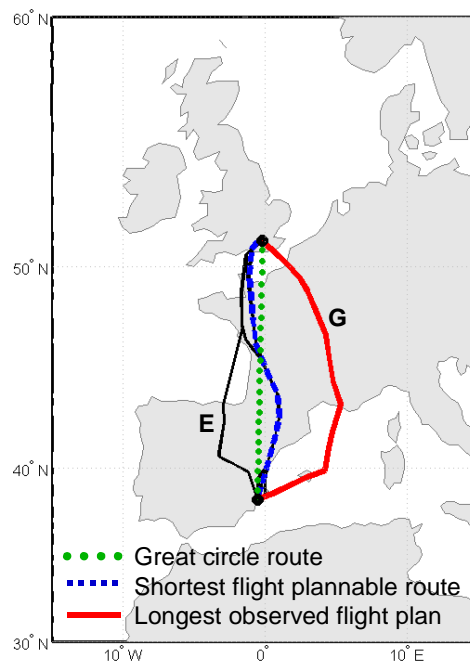 60° N
50° N
G
E
40° N
Great circle route
Shortest flight plannable route
Longest observed flight plan
30° N
10° W
0°
10° E